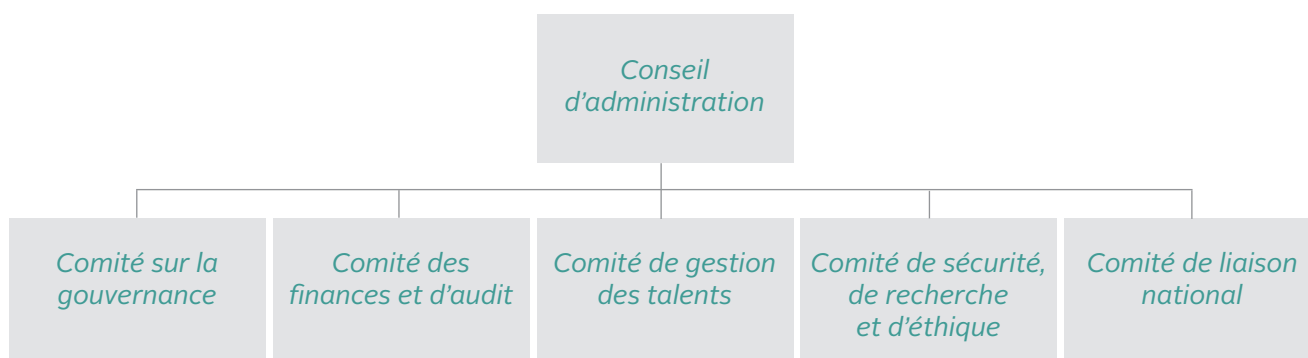 Conseil
d'administration
Comité sur la
gouvernance
Comité des
finances et d'audit
Comité de gestion
des talents
Comité de sécurité,
de recherche
et d'éthique
Comité de liaison
national